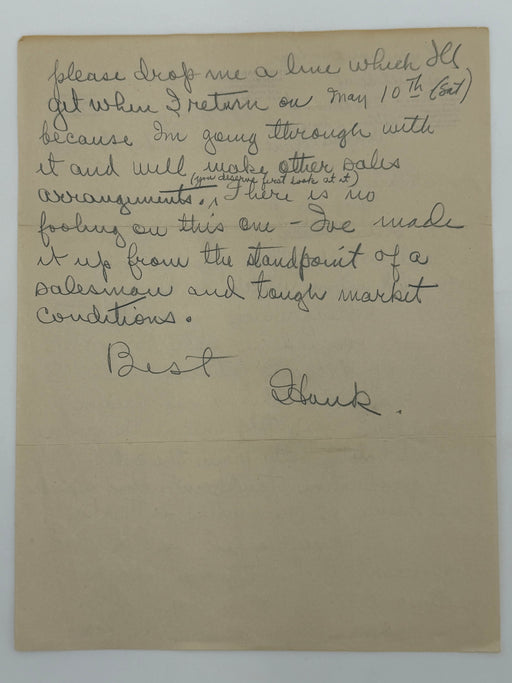 please drop me a line which I'll
get when I return on May 10th (Sat)
because I'm going through with
it and will make other sales
(you deserve first look at it)
arrangements. There is no
fooling on this one - I've made
it up from the standpoint of a
salesman and tough market
conditions.
Best
Hank.